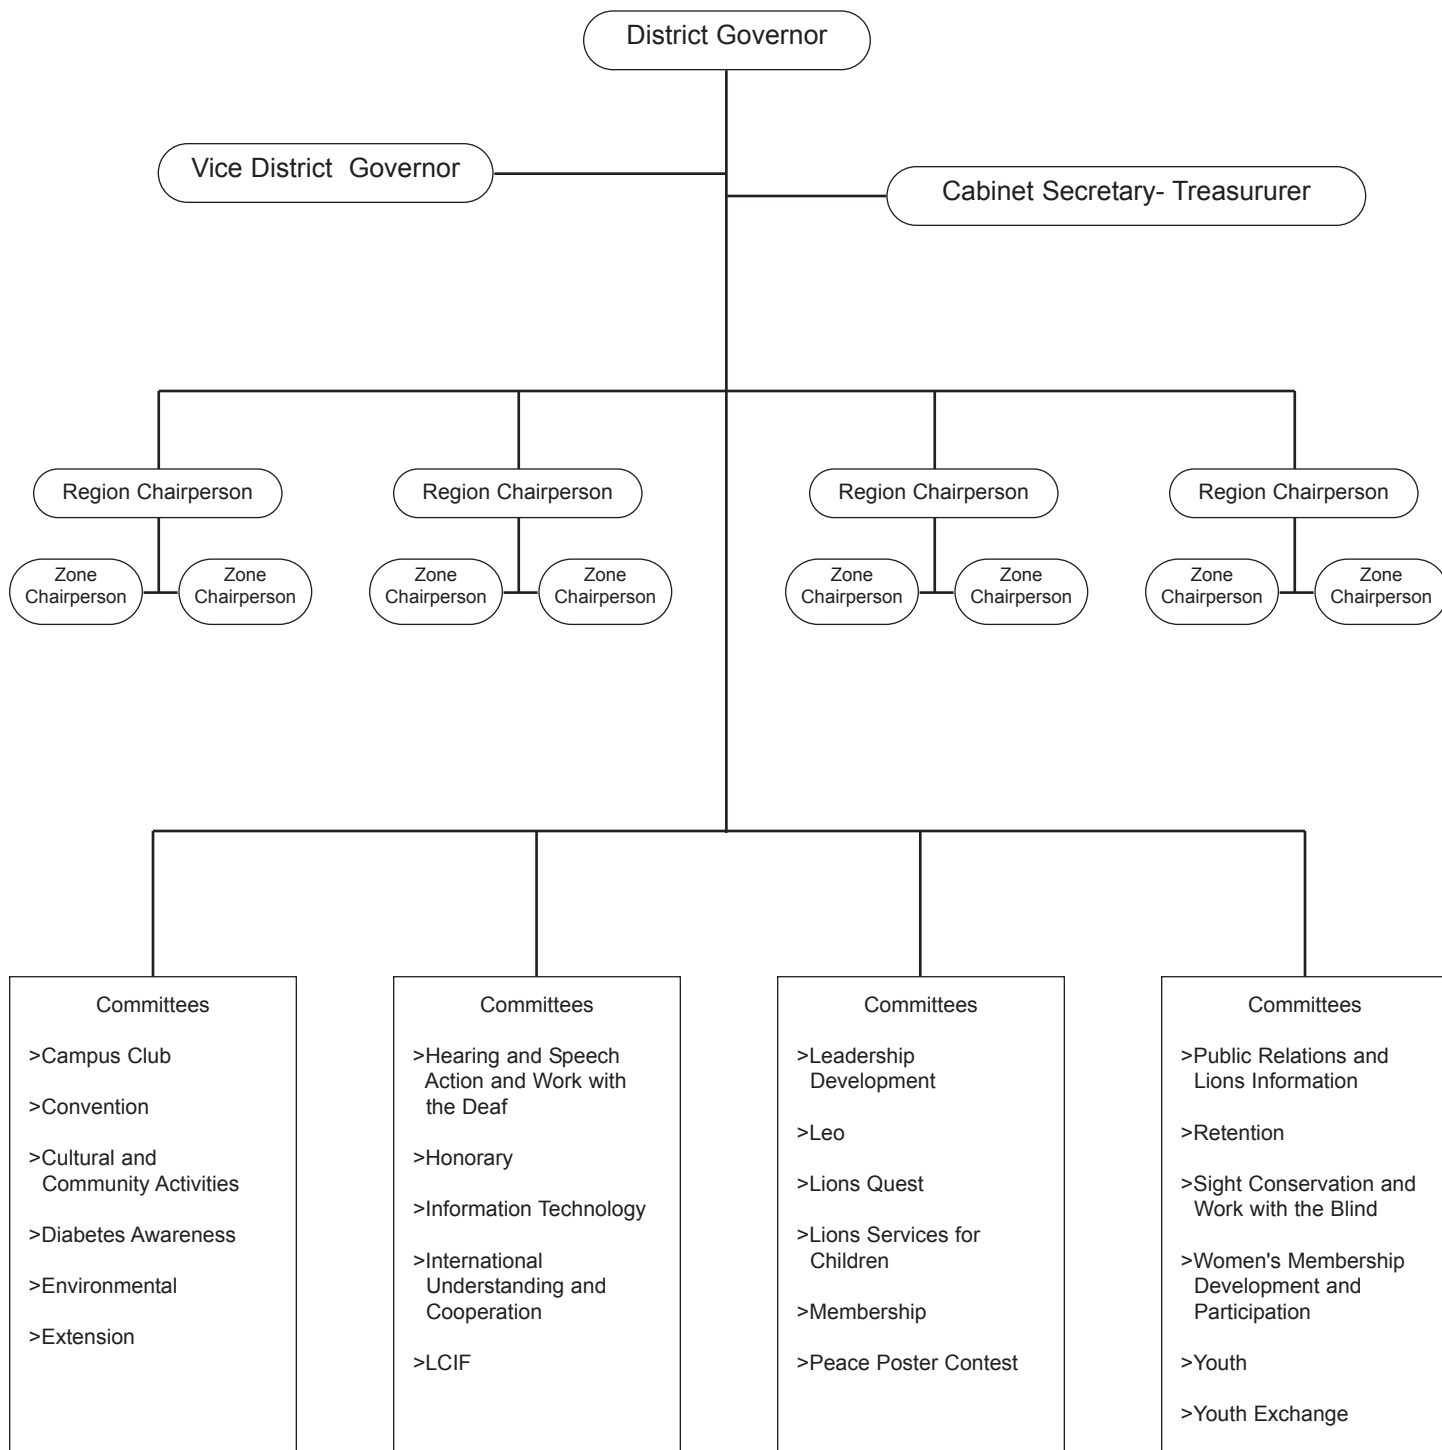 District Governor
Vice District Governor
Cabinet Secretary- Treasururer
Region Chairperson
Region Chairperson
Region Chairperson
Region Chairperson
Zone
Chairperson
Zone
Chairperson
Zone
Chairperson
Zone
Chairperson
Zone
Chairperson
Zone
Chairperson
Zone
Chairperson
Zone
Chairperson
Committees
>Campus Club
>Convention
>Cultural and
Community Activities
>Diabetes Awareness
>Environmental
>Extension
Committees
>Hearing and Speech
Action and Work with
the Deaf
>Honorary
>Information Technology
>International
Understanding and
Cooperation
>LCIF
Committees
>Leadership
Development
>Leo
>Lions Quest
>Lions Services for
Children
>Membership
>Peace Poster Contest
Committees
>Public Relations and
Lions Information
>Retention
>Sight Conservation and
Work with the Blind
>Women's Membership
Development and
Participation
>Youth
>Youth Exchange